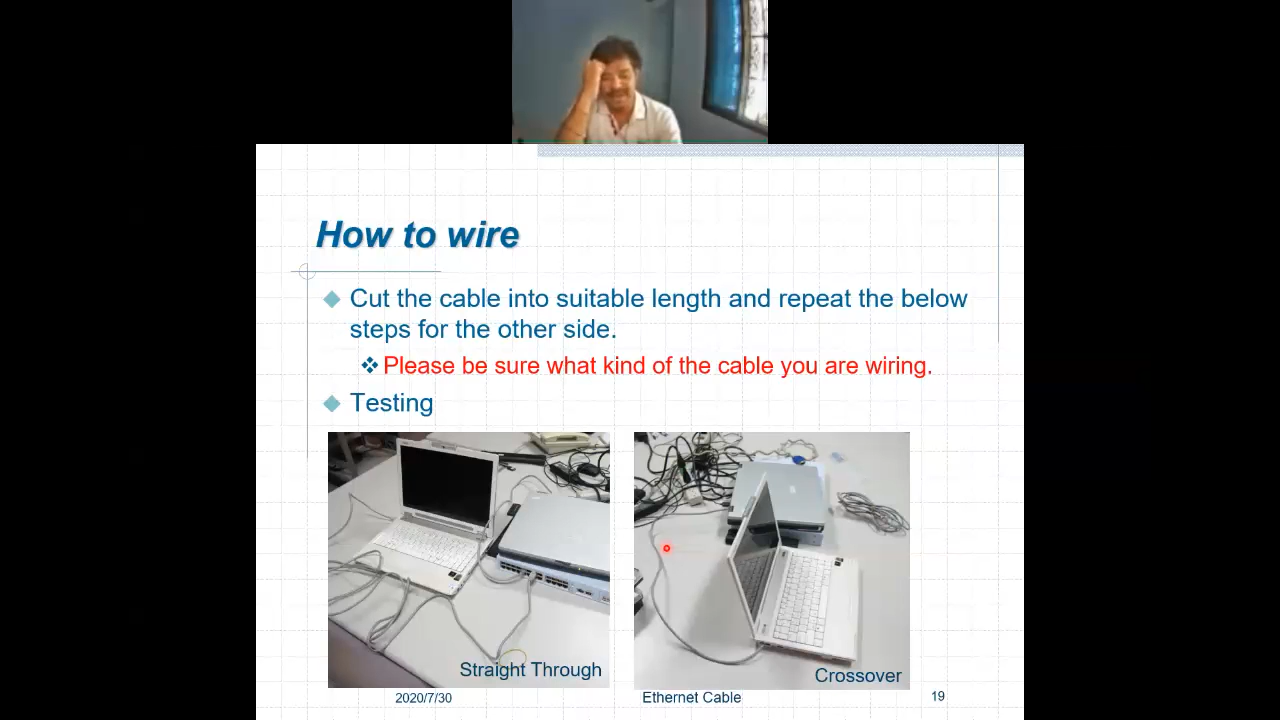 How to wire
Cut the cable into suitable length and repeat the below
steps for the other side.
Please be sure what kind of the cable you are wiring.
Testing
Straight Through
Crossover
2020/7/30
Ethernet Cable
19